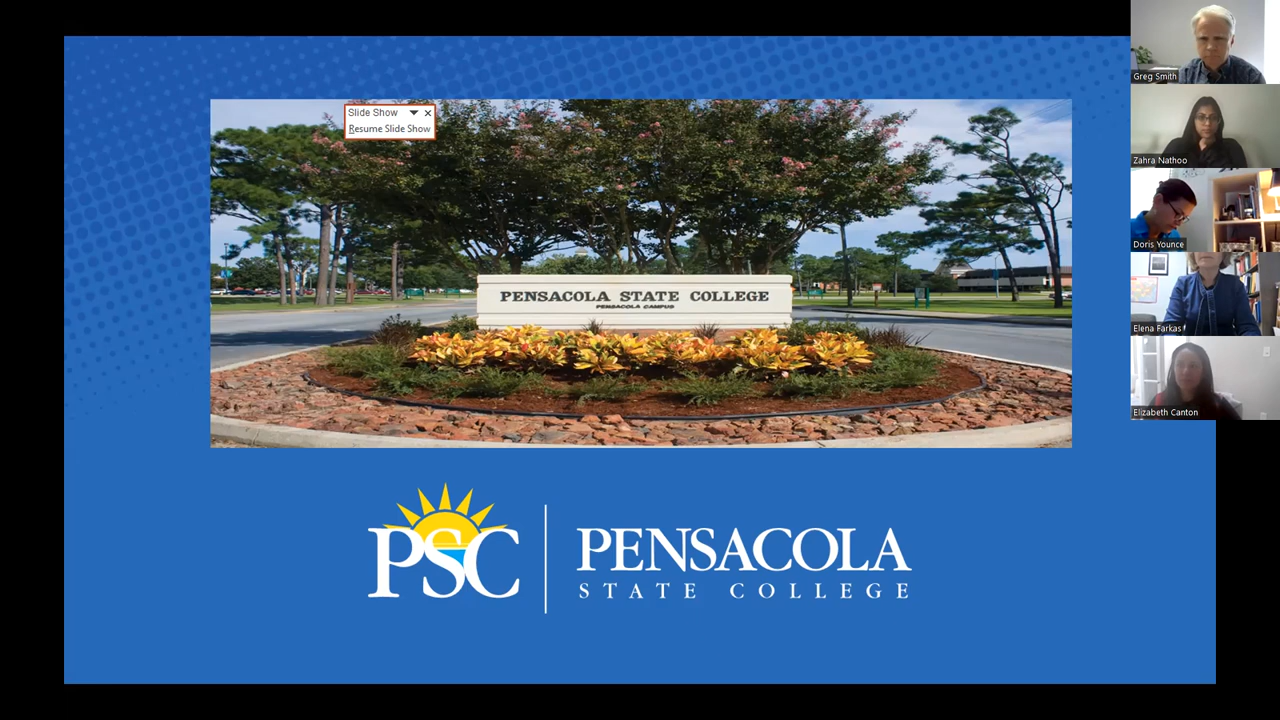 Slide Show
Resume Slide Show
PENSACOLA STATE COLLEGE
PENSACOLA CAMPUS
PSC
PENSACOLA
STATE COLLEGE
Greg Smith
Zahra Nathoo
Doris Younce
Elena Farkas
Elizabeth Canton